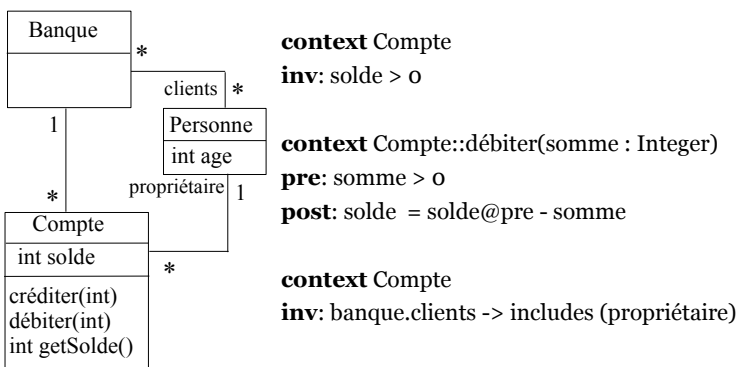 Banque
*
clients *
1
Personne
int age
propriétaire 1
*
Compte
int solde
*
créditer(int)
débiter(int)
int getSolde()
context Compte
inv: solde > 0
context Compte::débiter(somme : Integer)
pre: somme > 0
post: solde = solde@pre - somme
context Compte
inv: banque.clients -> includes (propriétaire)